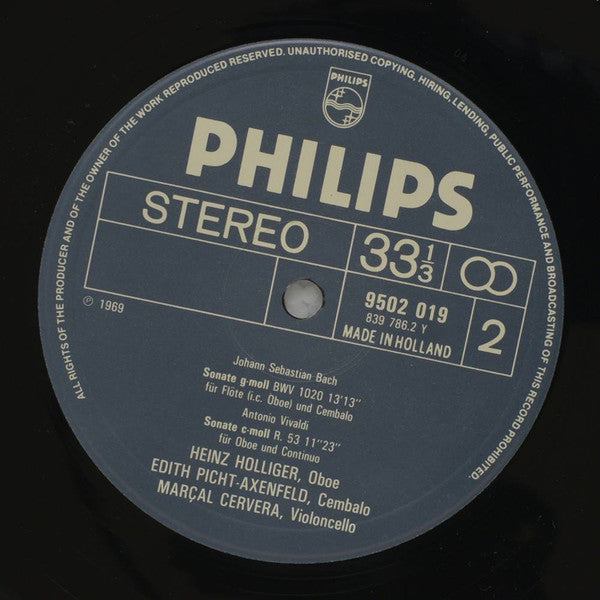 ALL RIGHTS OF THE PRODUCER AND OF THE OWNER OF THE WORK REPRODUCED RESERVED. UNAUTHORISED COPYING, HIRING, LENDING, PUBLIC PERFORMANCE AND BROADCASTING OF THIS RECORD PROHIBITED.
PHILIPS
PHILIPS
STEREO
33 1/3
9502 019
839 786.2 Y
MADE IN HOLLAND
2
℗ 1969
Johann Sebastian Bach
Sonate g-moll BWV 1020 13'13"
für Flöte (i.c. Oboe) und Cembalo
Antonio Vivaldi
Sonate c-moll R. 53 11"23"
für Oboe und Continuo
HEINZ HOLLIGER, Oboe
EDITH PICHT-AXENFELD, Cembalo
MARÇAL CERVERA, Violoncello